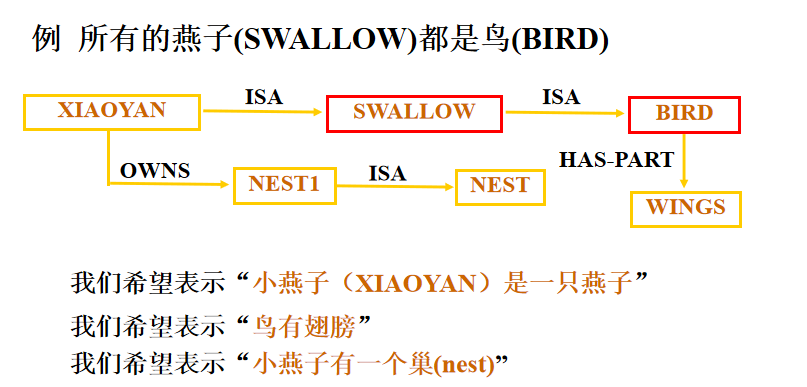 例 所有的燕子(SWALLOW)都是鸟(BIRD)
XIAOYAN ISA SWALLOW ISA BIRD
OWNS NEST1 ISA NEST HAS-PART
WINGS
我们希望表示“小燕子（XIAOYAN）是一只燕子”
我们希望表示“鸟有翅膀”
我们希望表示“小燕子有一个巢(nest)”